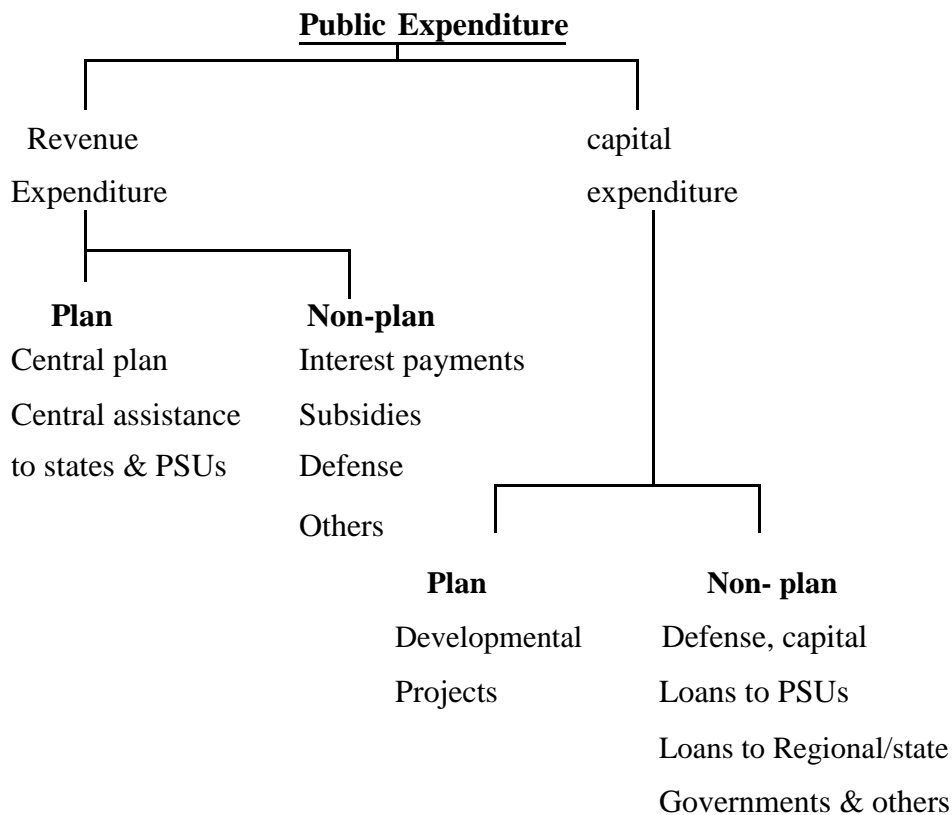 Public Expenditure
Revenue
Expenditure
capital
expenditure
Plan
Central plan
Central assistance
to states & PSUs
Non-plan
Interest payments
Subsidies
Defense
Others
Plan
Developmental
Projects
Non- plan
Defense, capital
Loans to PSUs
Loans to Regional/state
Governments & others